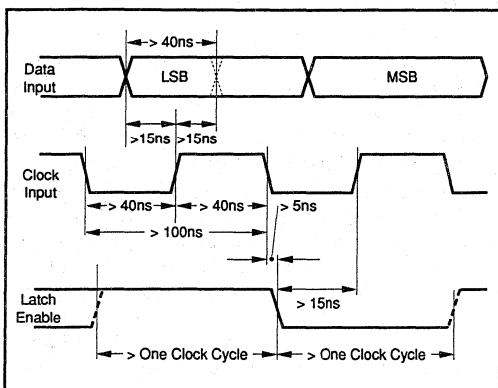 > 40ns
Data
Input
LSB
MSB
>15ns >15ns
Clock
Input
> 40ns > 40ns
> 5ns
> 100ns
> 15ns
Latch
Enable
> One Clock Cycle > One Clock Cycle